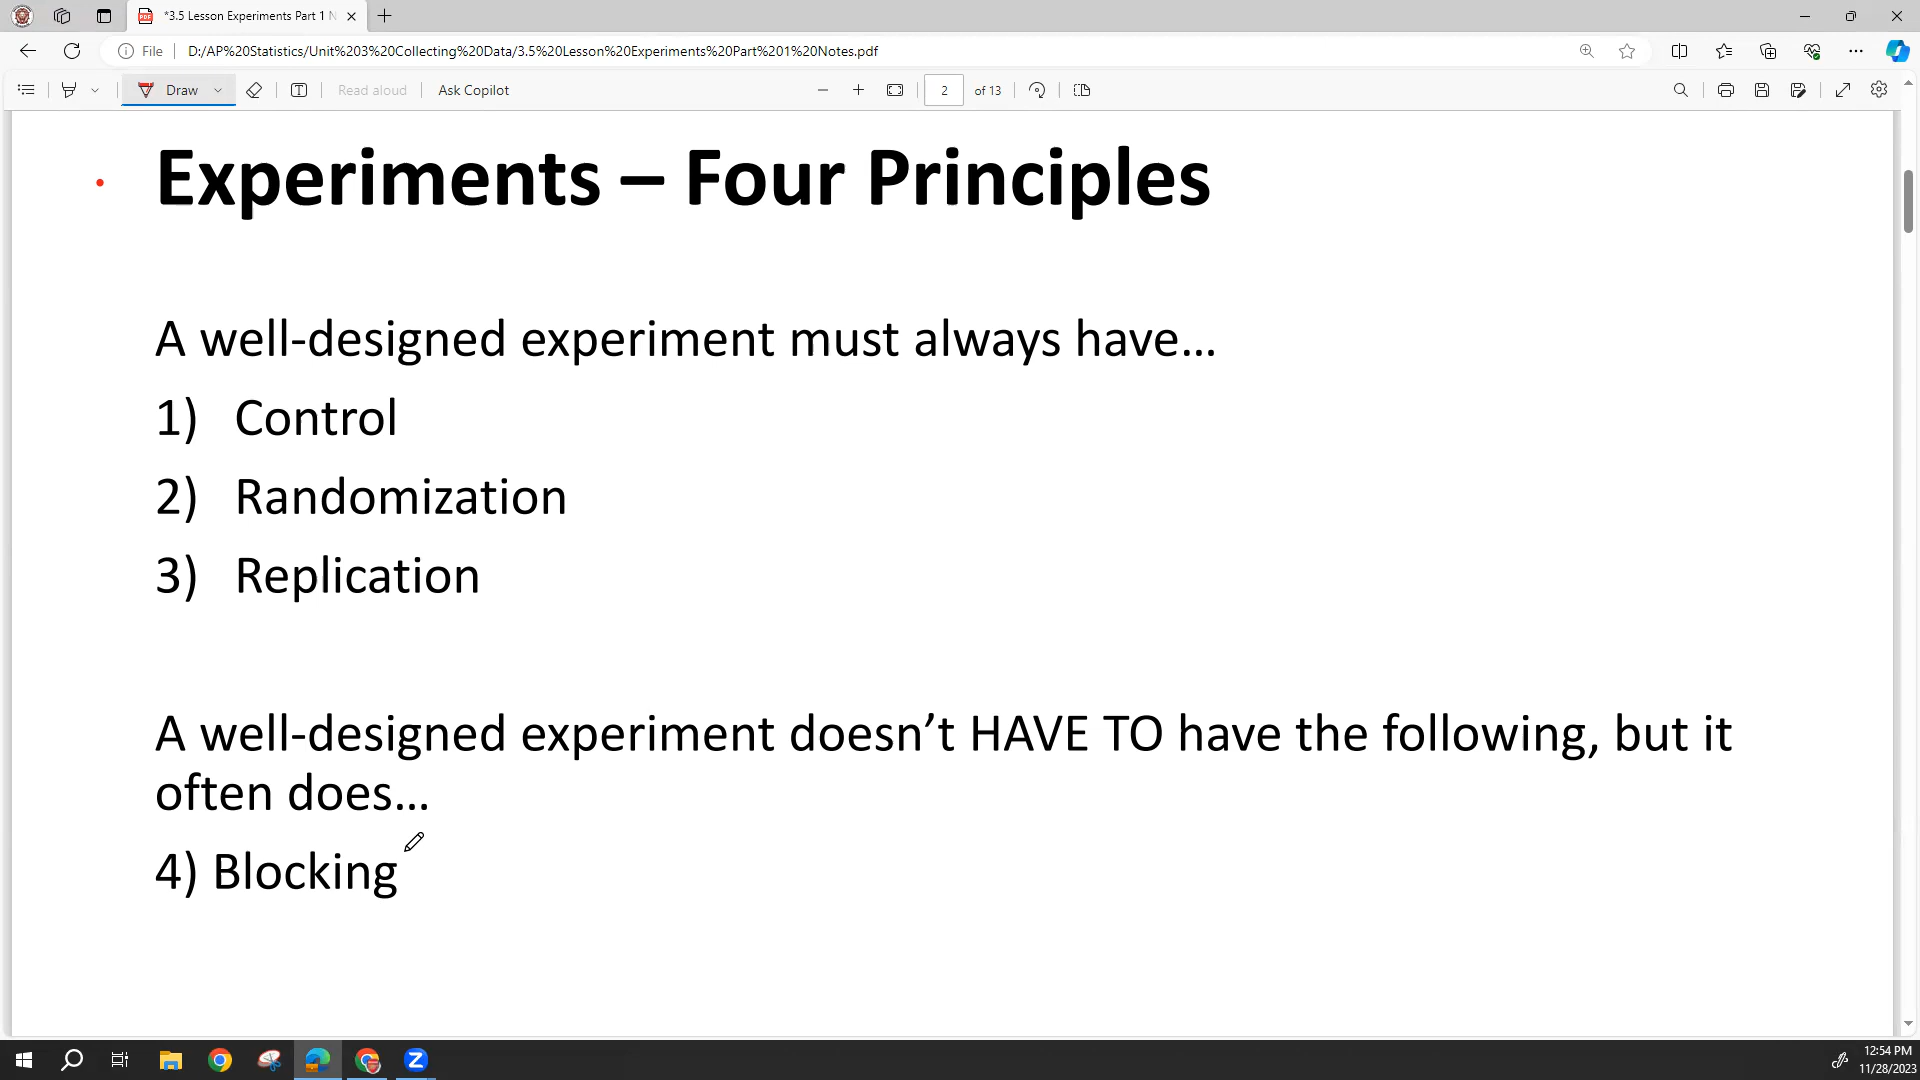 *3.5 Lesson Experiments Part 1 N
File
D:/AP%20Statistics/Unit%203%20Collecting%20Data/3.5%20Lesson%20Experiments%20Part%201%20Notes.pdf
Draw
Read aloud
Ask Copilot
2 of 13
Experiments – Four Principles
A well-designed experiment must always have…
1) Control
2) Randomization
3) Replication
A well-designed experiment doesn’t HAVE TO have the following, but it
often does…
4) Blocking
12:54 PM
11/28/2023